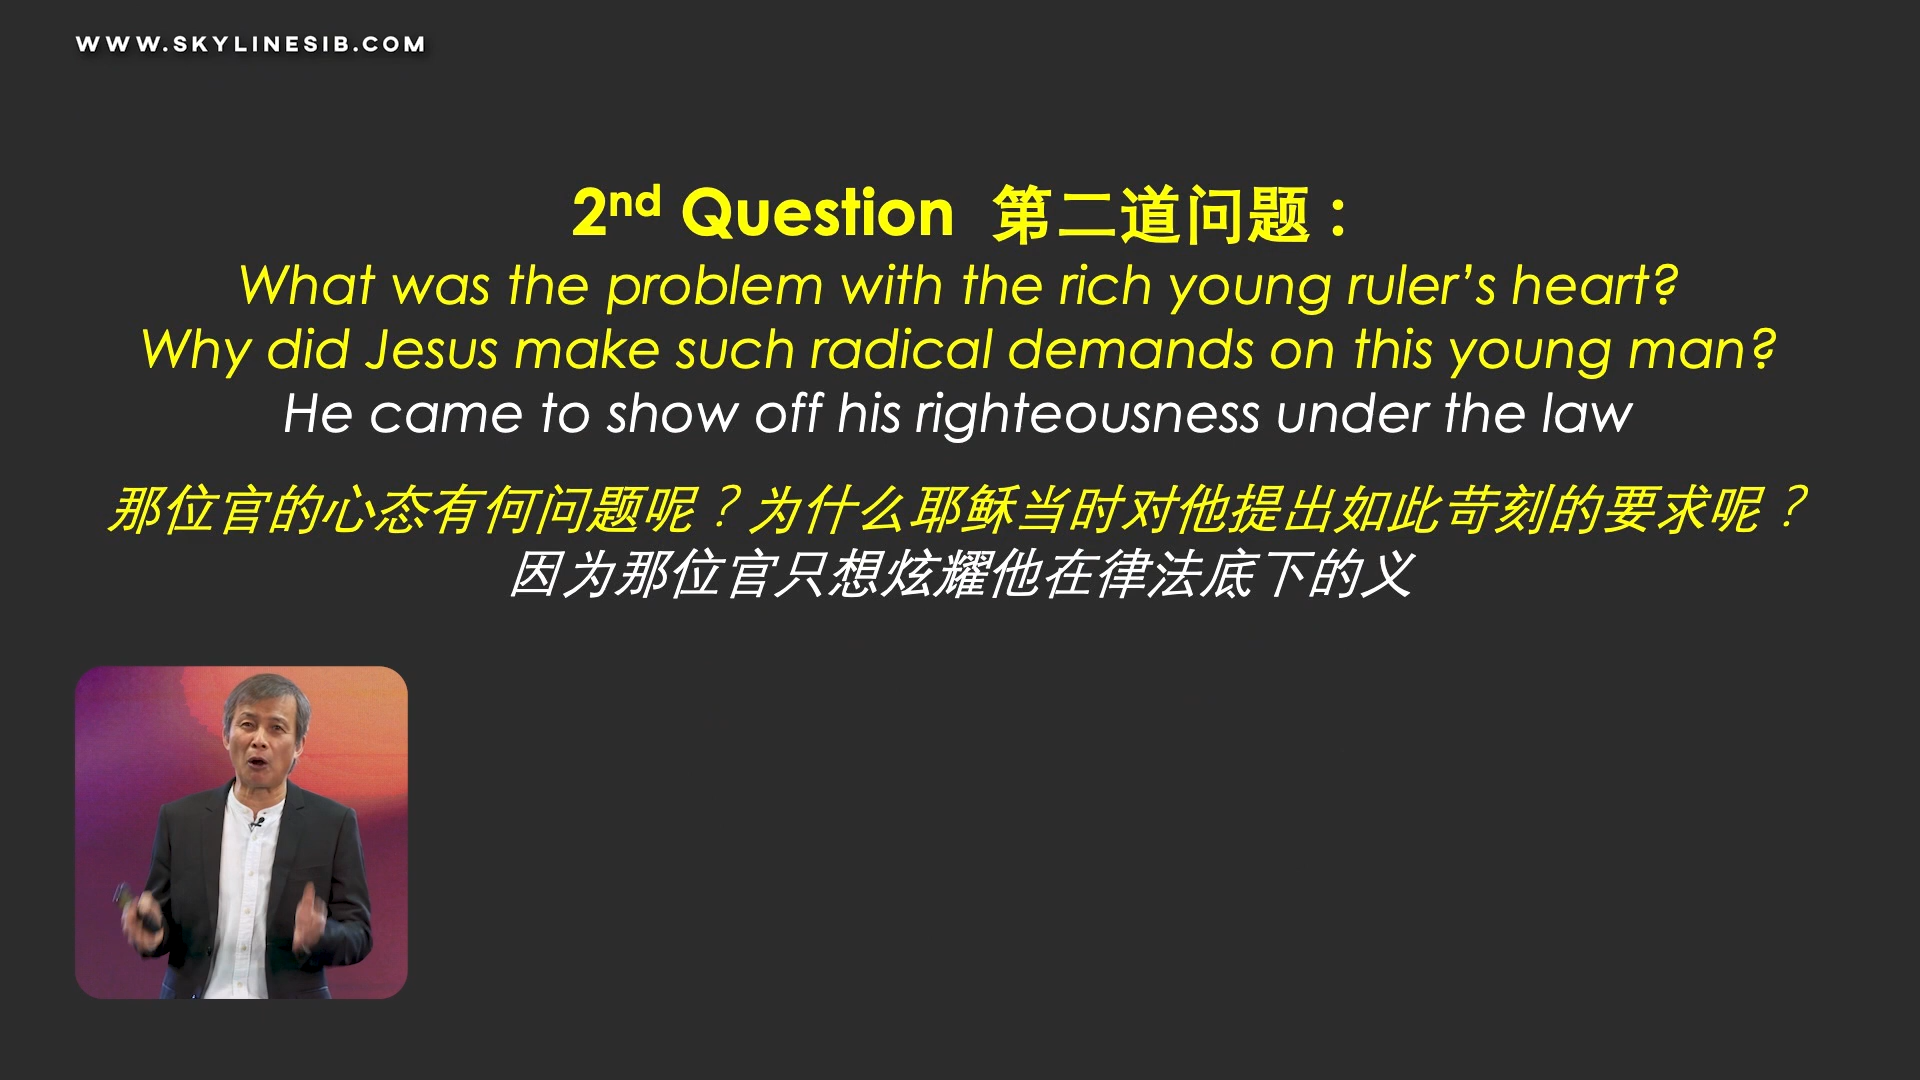 WWW.SKYLINESIB.COM
2nd Question 第二道问题：
What was the problem with the rich young ruler’s heart?
Why did Jesus make such radical demands on this young man?
He came to show off his righteousness under the law
那位官的心态有何问题呢？为什么耶稣当时对他提出如此苛刻的要求呢？
因为那位官只想炫耀他在律法底下的义